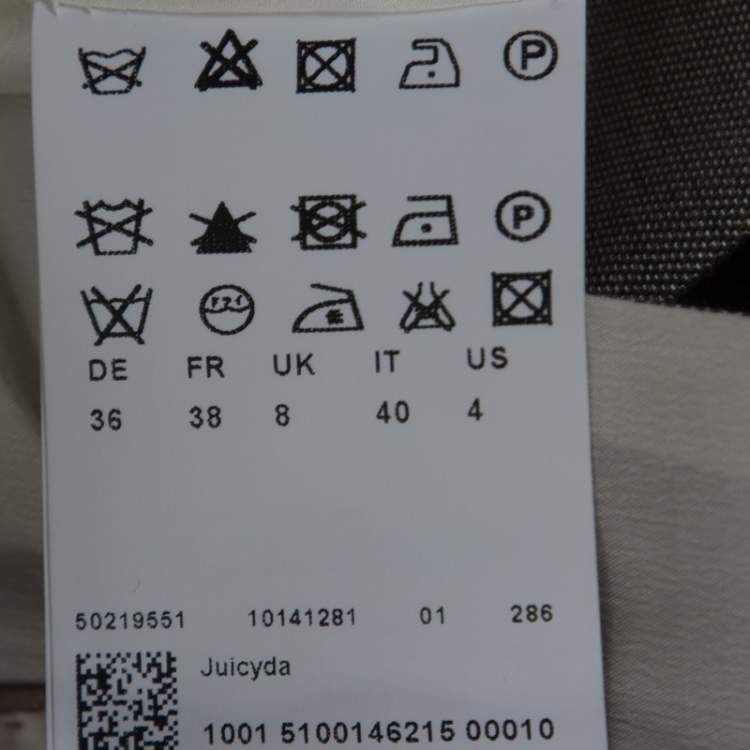 P
P
DE FR UK IT US
36 38 8 40 4
50219551 10141281 01 286
Juicyda
1001 5100146215 00010